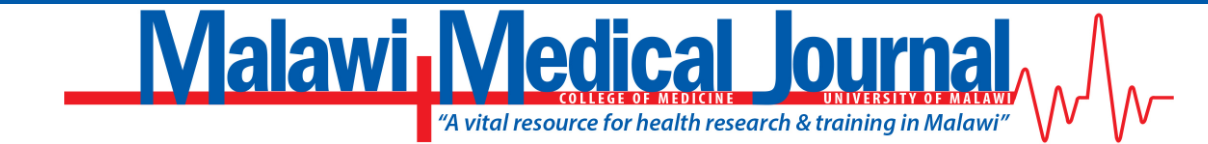 Malawi Medical Journal
COLLEGE OF MEDICINE UNIVERSITY OF MALAWI
"A vital resource for health research & training in Malawi"